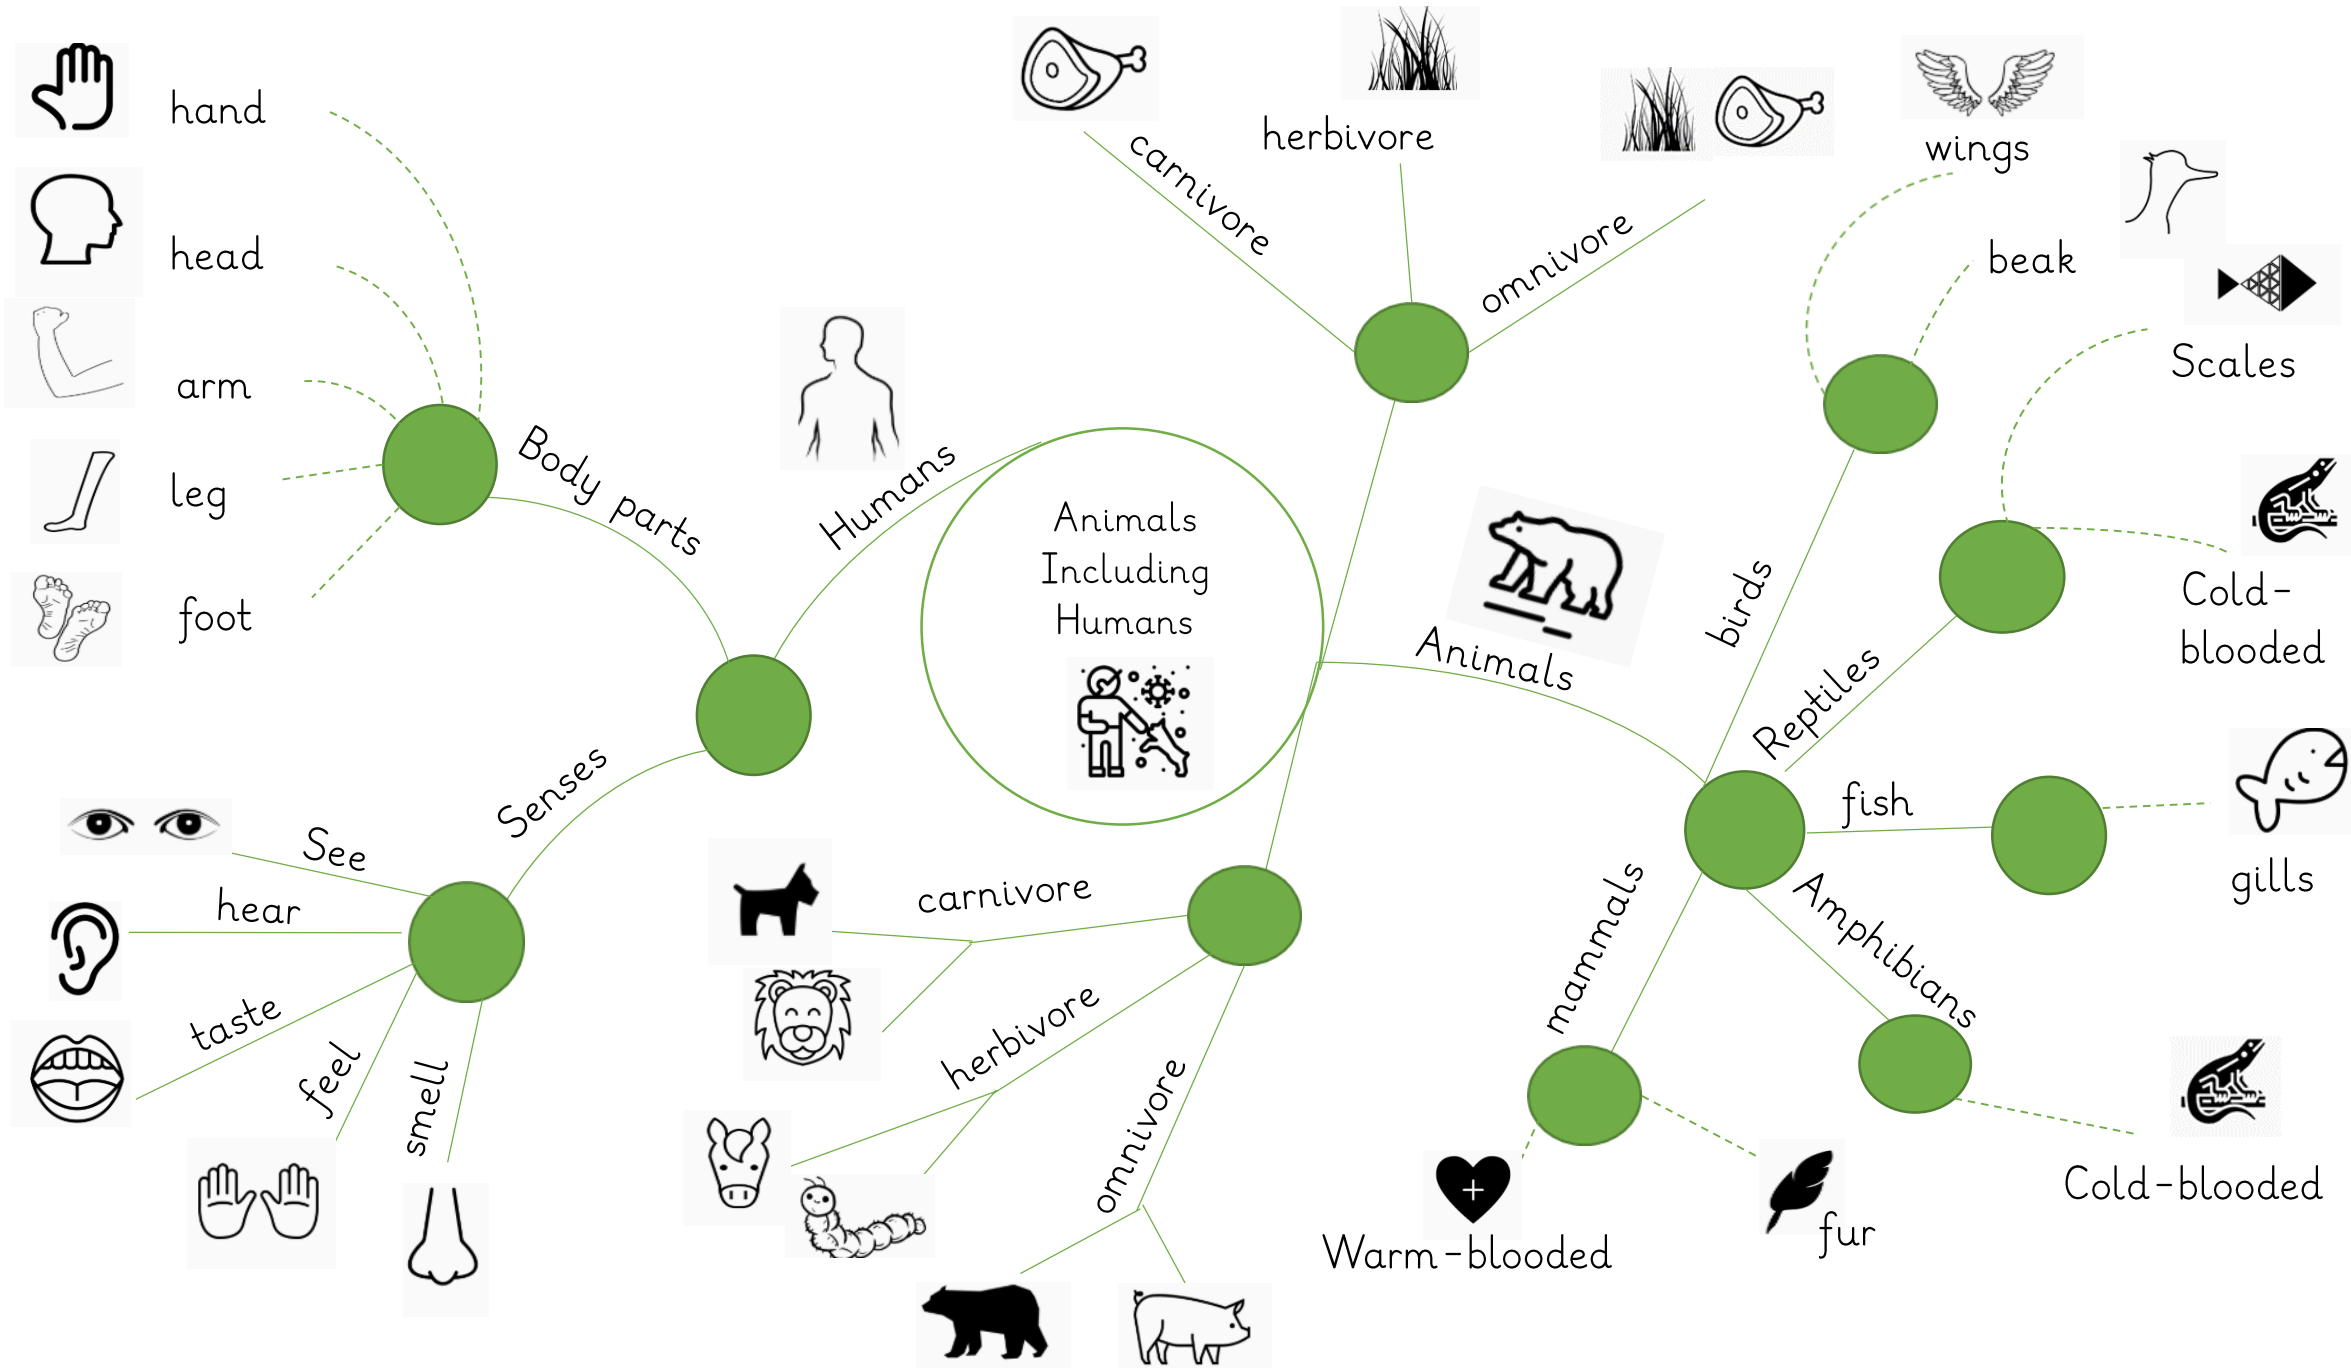 Animals
Including
Humans
Humans
Body parts
hand
head
arm
leg
foot
Senses
See
hear
taste
feel
smell
carnivore
herbivore
omnivore
Animals
birds
wings
beak
Reptiles
Scales
Cold-
blooded
fish
gills
Amphibians
Cold-blooded
mammals
Warm-blooded
fur
carnivore
herbivore
omnivore